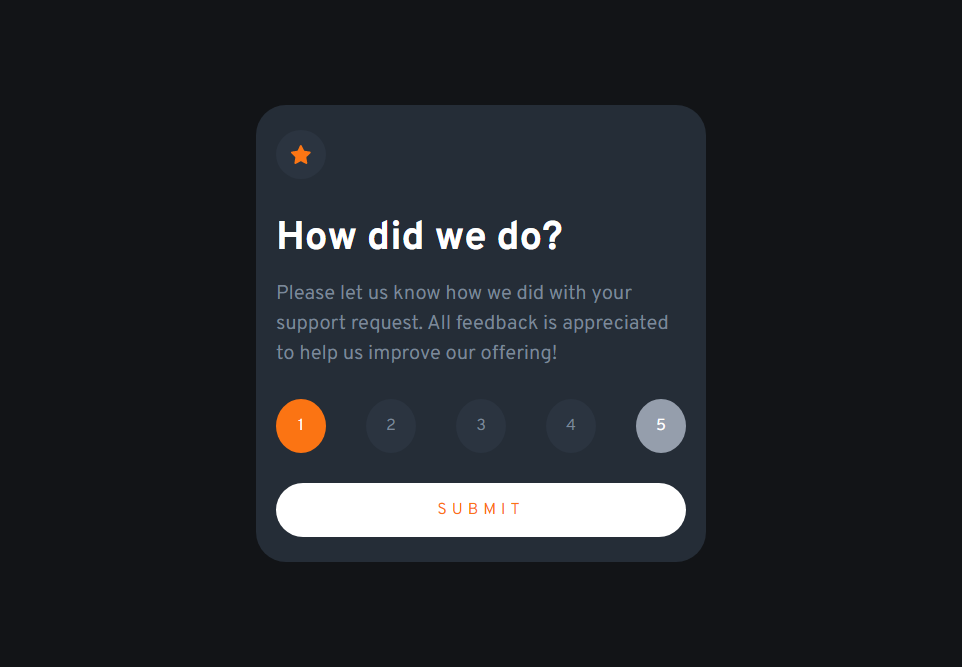 How did we do?
Please let us know how we did with your
support request. All feedback is appreciated
to help us improve our offering!
1 2 3 4 5
SUBMIT